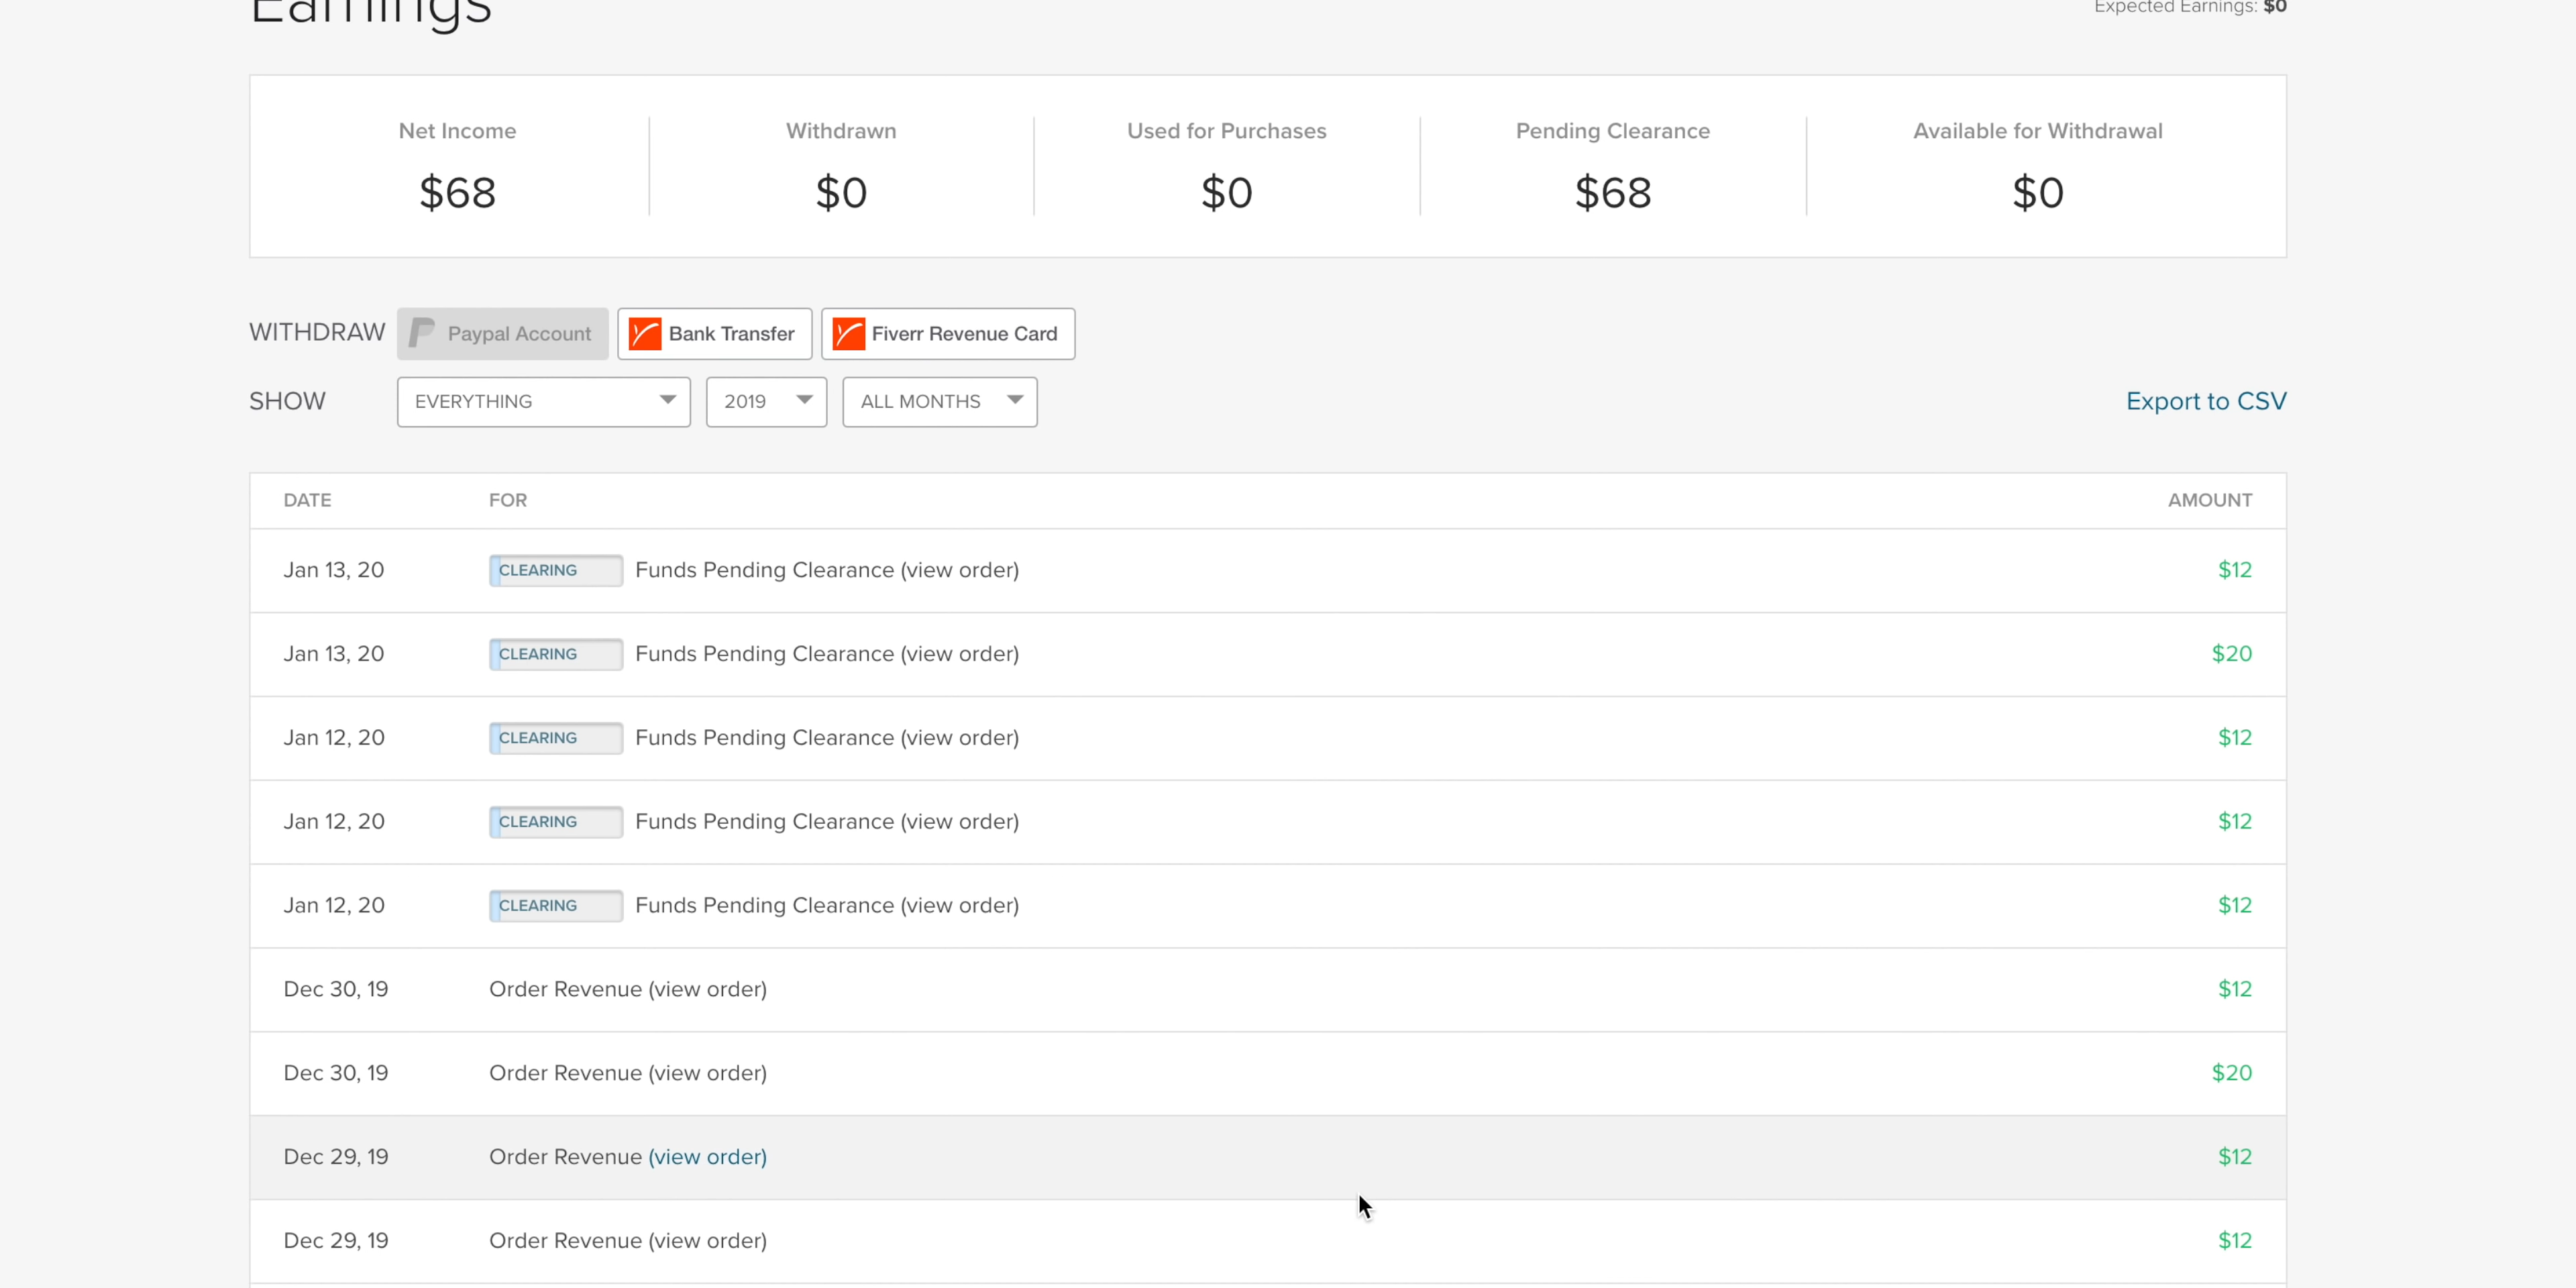 Earnings
Expected Earnings: $0
Net Income
Withdrawn
Used for Purchases
Pending Clearance
Available for Withdrawal
$68
$0
$0
$68
$0
WITHDRAW Paypal Account Bank Transfer Fiverr Revenue Card
SHOW EVERYTHING 2019 ALL MONTHS Export to CSV
DATE FOR AMOUNT
Jan 13, 20 CLEARING Funds Pending Clearance (view order) $12
Jan 13, 20 CLEARING Funds Pending Clearance (view order) $20
Jan 12, 20 CLEARING Funds Pending Clearance (view order) $12
Jan 12, 20 CLEARING Funds Pending Clearance (view order) $12
Jan 12, 20 CLEARING Funds Pending Clearance (view order) $12
Dec 30, 19 Order Revenue (view order) $12
Dec 30, 19 Order Revenue (view order) $20
Dec 29, 19 Order Revenue (view order) $12
Dec 29, 19 Order Revenue (view order) $12